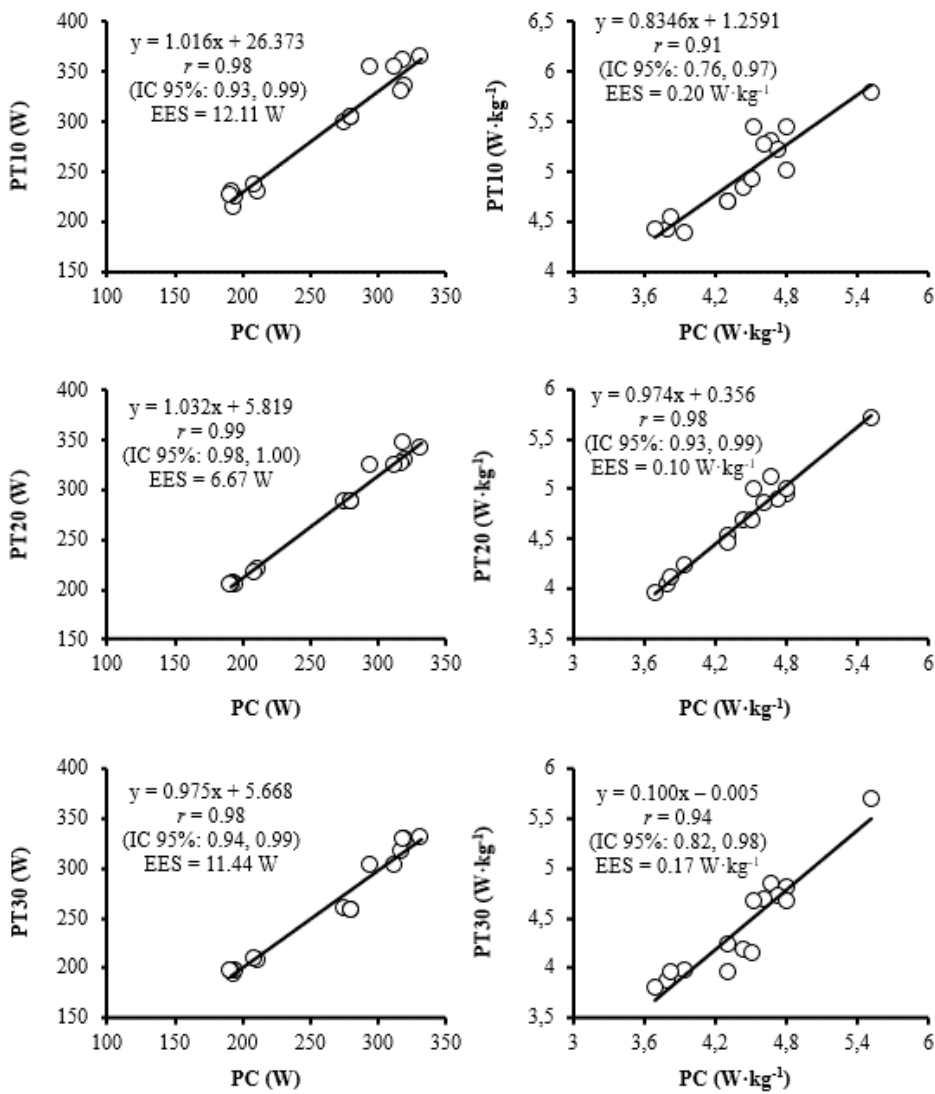 400
350
300
250
200
150
PT10 (W)
y = 1.016x + 26.373
r = 0.98
(IC 95%: 0.93, 0.99)
EES = 12.11 W
100
150
200
250
300
350
PC (W)
6,5
6
5,5
5
4,5
4
PT10 (W·kg-1)
y = 0.8346x + 1.2591
r = 0.91
(IC 95%: 0.76, 0.97)
EES = 0.20 W·kg-1
3
3,6
4,2
4,8
5,4
6
PC (W·kg-1)
400
350
300
250
200
150
PT20 (W)
y = 1.032x + 5.819
r = 0.99
(IC 95%: 0.98, 1.00)
EES = 6.67 W
100
150
200
250
300
350
PC (W)
6
5,5
5
4,5
4
3,5
PT20 (W·kg-1)
y = 0.974x + 0.356
r = 0.98
(IC 95%: 0.93, 0.99)
EES = 0.10 W·kg-1
3
3,6
4,2
4,8
5,4
6
PC (W·kg-1)
400
350
300
250
200
150
PT30 (W)
y = 0.975x + 5.668
r = 0.98
(IC 95%: 0.94, 0.99)
EES = 11.44 W
100
150
200
250
300
350
PC (W)
6
5,5
5
4,5
4
3,5
PT30 (W·kg-1)
y = 0.100x – 0.005
r = 0.94
(IC 95%: 0.82, 0.98)
EES = 0.17 W·kg-1
3
3,6
4,2
4,8
5,4
6
PC (W·kg-1)